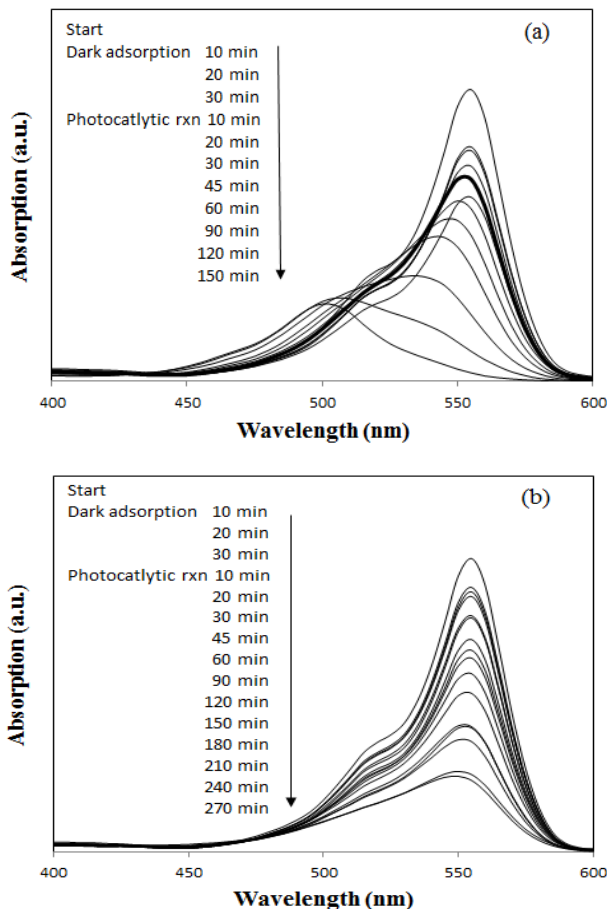 (a)
Start
Dark adsorption 10 min
20 min
30 min
Photocatlytic rxn 10 min
20 min
30 min
45 min
60 min
90 min
120 min
150 min
Absorption (a.u.)
400 450 500 550 600
Wavelength (nm)
(b)
Start
Dark adsorption 10 min
20 min
30 min
Photocatlytic rxn 10 min
20 min
30 min
45 min
60 min
90 min
120 min
150 min
180 min
210 min
240 min
270 min
Absorption (a.u.)
400 450 500 550 600
Wavelength (nm)